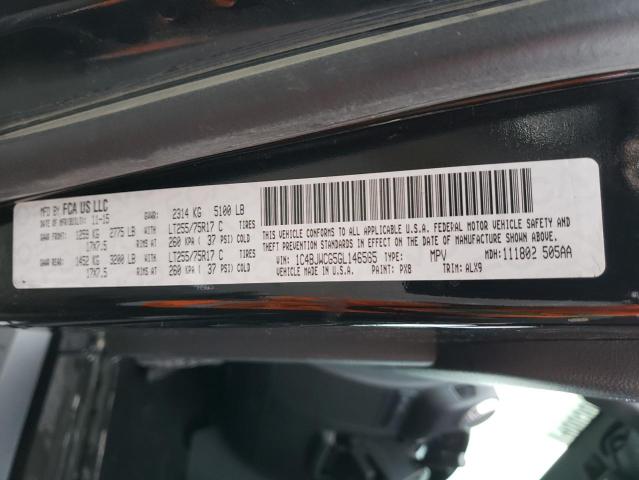 MFD BY FCA US LLC
DATE OF MFR 11-15 GVWR: 2314 KG 5100 LB
GAWR FRONT: 1259 KG 2775 LB WITH LT255/75R17 C TIRES
17X7.5 RIMS AT 260 KPA ( 37 PSI) COLD
GAWR REAR: 1452 KG 3200 LB WITH LT255/75R17 C TIRES
17X7.5 RIMS AT 260 KPA ( 37 PSI) COLD
THIS VEHICLE CONFORMS TO ALL APPLICABLE U.S.A. FEDERAL MOTOR VEHICLE SAFETY AND
THEFT PREVENTION STANDARDS IN EFFECT ON THE DATE OF MANUFACTURE SHOWN ABOVE.
VIN: 1C4BJWCG5GL146565 TYPE: MPV MDH: 111802 505AA
VEHICLE MADE IN U.S.A. PAINT: PX8 TRIM: ALX9